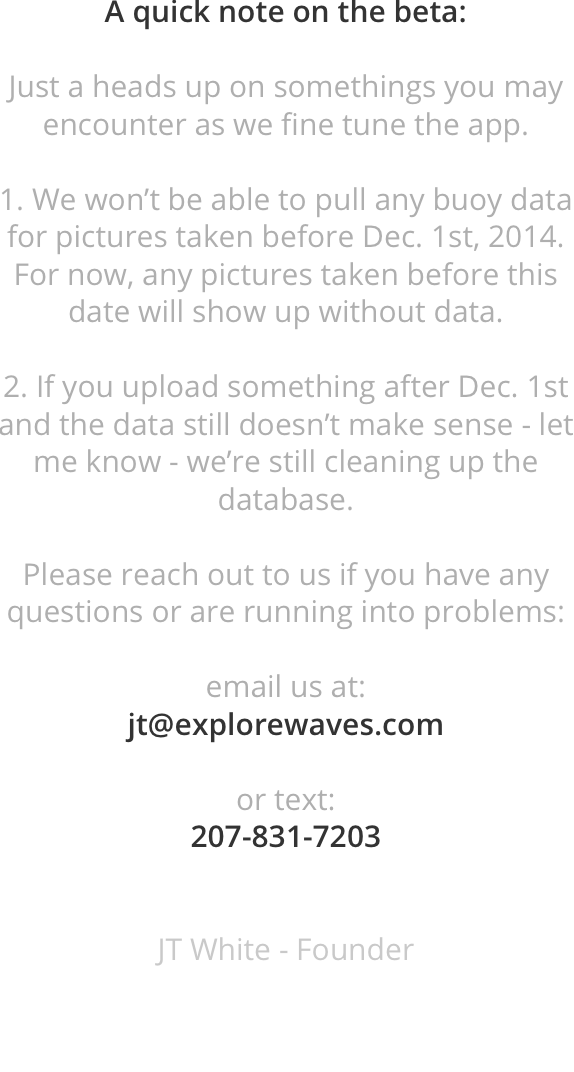 A quick note on the beta:
Just a heads up on somethings you may
encounter as we fine tune the app.
1. We won’t be able to pull any buoy data
for pictures taken before Dec. 1st, 2014.
For now, any pictures taken before this
date will show up without data.
2. If you upload something after Dec. 1st
and the data still doesn’t make sense - let
me know - we’re still cleaning up the
database.
Please reach out to us if you have any
questions or are running into problems:
email us at:
jt@explorewaves.com
or text:
207-831-7203
JT White - Founder